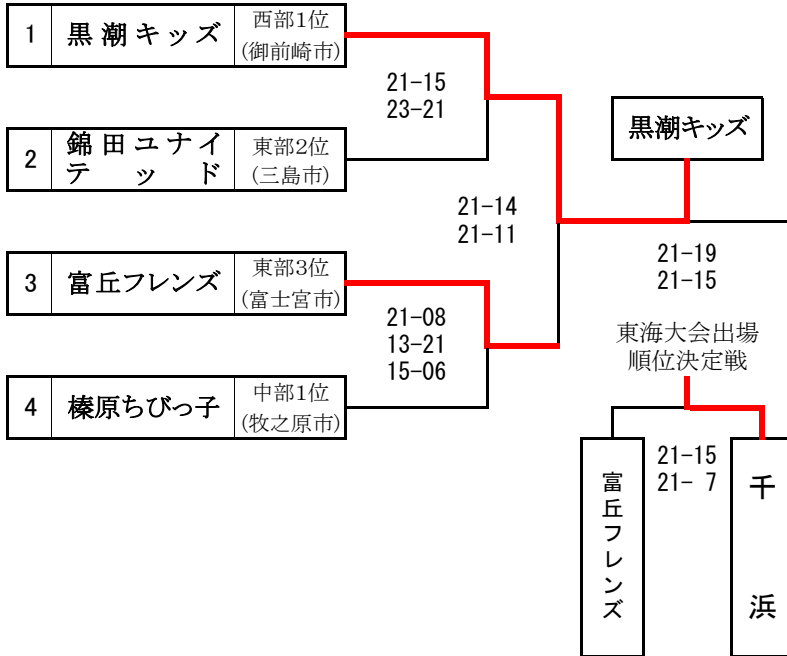 1 黒潮キッズ 西部1位
(御前崎市)
21-15
23-21
黒潮キッズ
2 錦田ユナイ
テッド 東部2位
(三島市)
21-14
21-11
3 富丘フレンズ 東部3位
(富士宮市)
21-19
21-15
21-08
13-21
15-06
東海大会出場
順位決定戦
4 榛原ちびっ子 中部1位
(牧之原市)
21-15
21- 7
富丘フレンズ
千浜